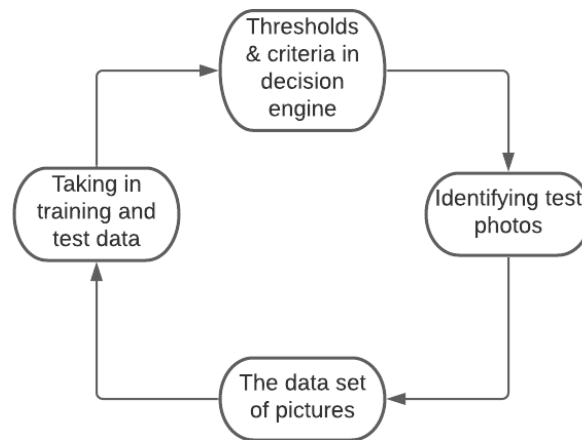 Thresholds
& criteria in
decision
engine
Taking in
training and
test data
Identifying test
photos
The data set
of pictures